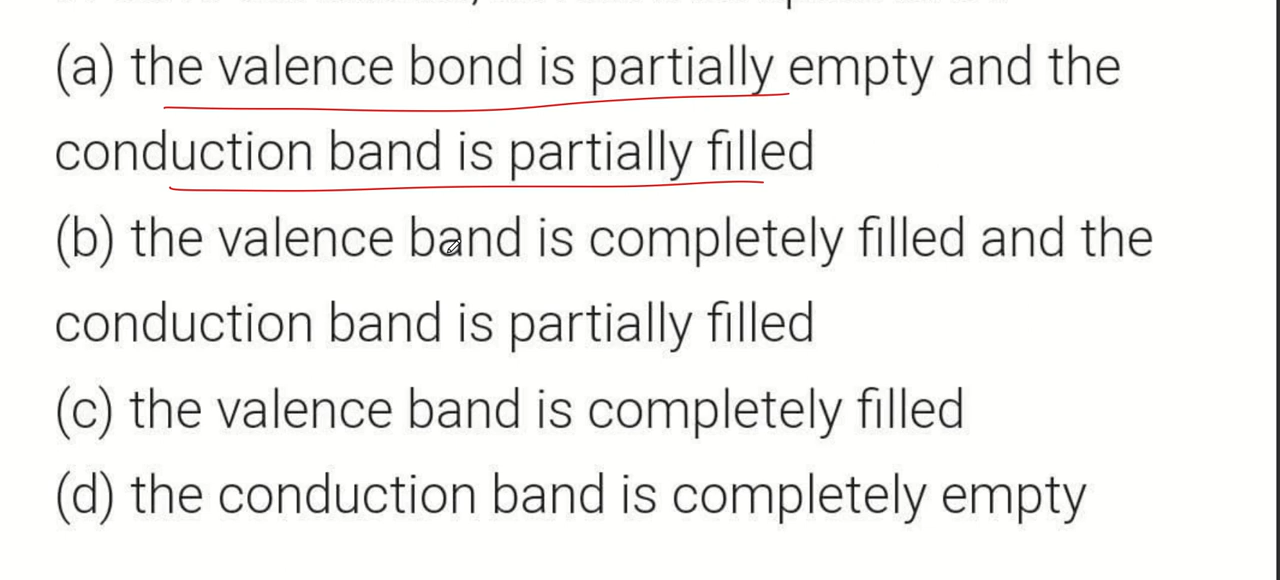 (a) the valence bond is partially empty and the
conduction band is partially filled
(b) the valence band is completely filled and the
conduction band is partially filled
(c) the valence band is completely filled
(d) the conduction band is completely empty